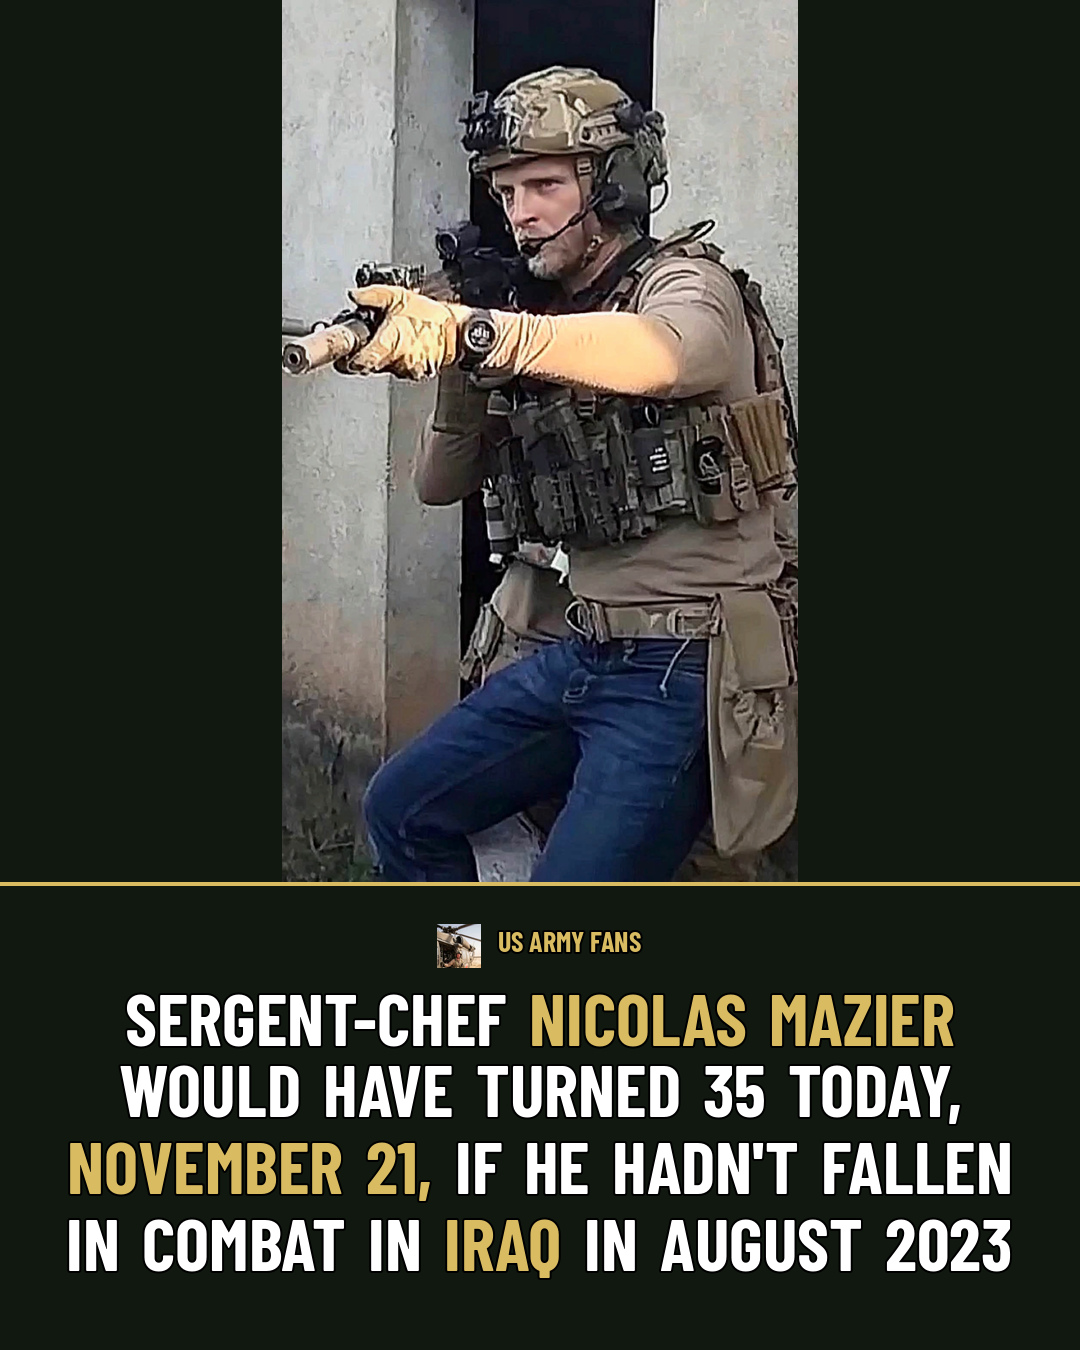 US ARMY FANS
SERGENT-CHEF NICOLAS MAZIER
WOULD HAVE TURNED 35 TODAY,
NOVEMBER 21, IF HE HADN'T FALLEN
IN COMBAT IN IRAQ IN AUGUST 2023